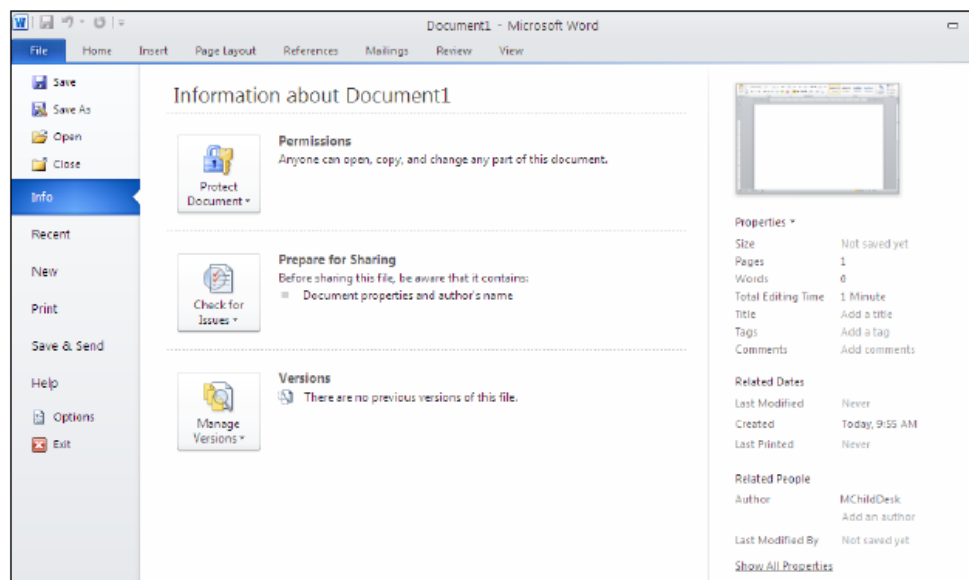 Document1 - Microsoft Word
File Home Insert Page Layout References Mailings Review View
Save
Save As
Open
Close
Info
Recent
New
Print
Save & Send
Help
Options
Exit
Information about Document1
Protect
Document
Permissions
Anyone can open, copy, and change any part of this document.
Check for
Issues
Prepare for Sharing
Before sharing this file, be aware that it contains:
Document properties and author's name
Manage
Versions
Versions
There are no previous versions of this file.
Properties
Size Not saved yet
Pages 1
Words 0
Total Editing Time 1 Minute
Title Add a title
Tags Add a tag
Comments Add comments
Related Dates
Last Modified Never
Created Today, 9:55 AM
Last Printed Never
Related People
Author MChildDesk
Add an author
Last Modified By Not saved yet
Show All Properties